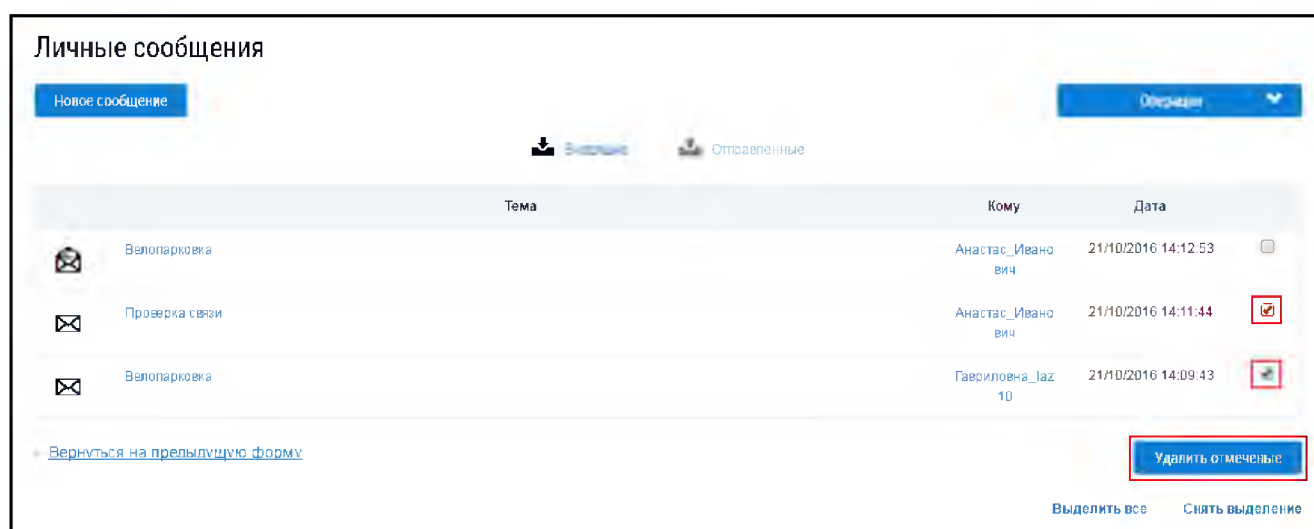 Личные сообщения
Новое сообщение
Операции
Входящие
Отправленные
Тема Кому Дата
Велопарковка Анастас_Ивано 21/10/2016 14:12:53
вич
Проверка связи Анастас_Ивано 21/10/2016 14:11:44
вич
Велопарковка Гавриловна_laz 21/10/2016 14:09:43
10
Вернуться на предыдущую форму
Удалить отмеченые
Выделить все Снять выделение